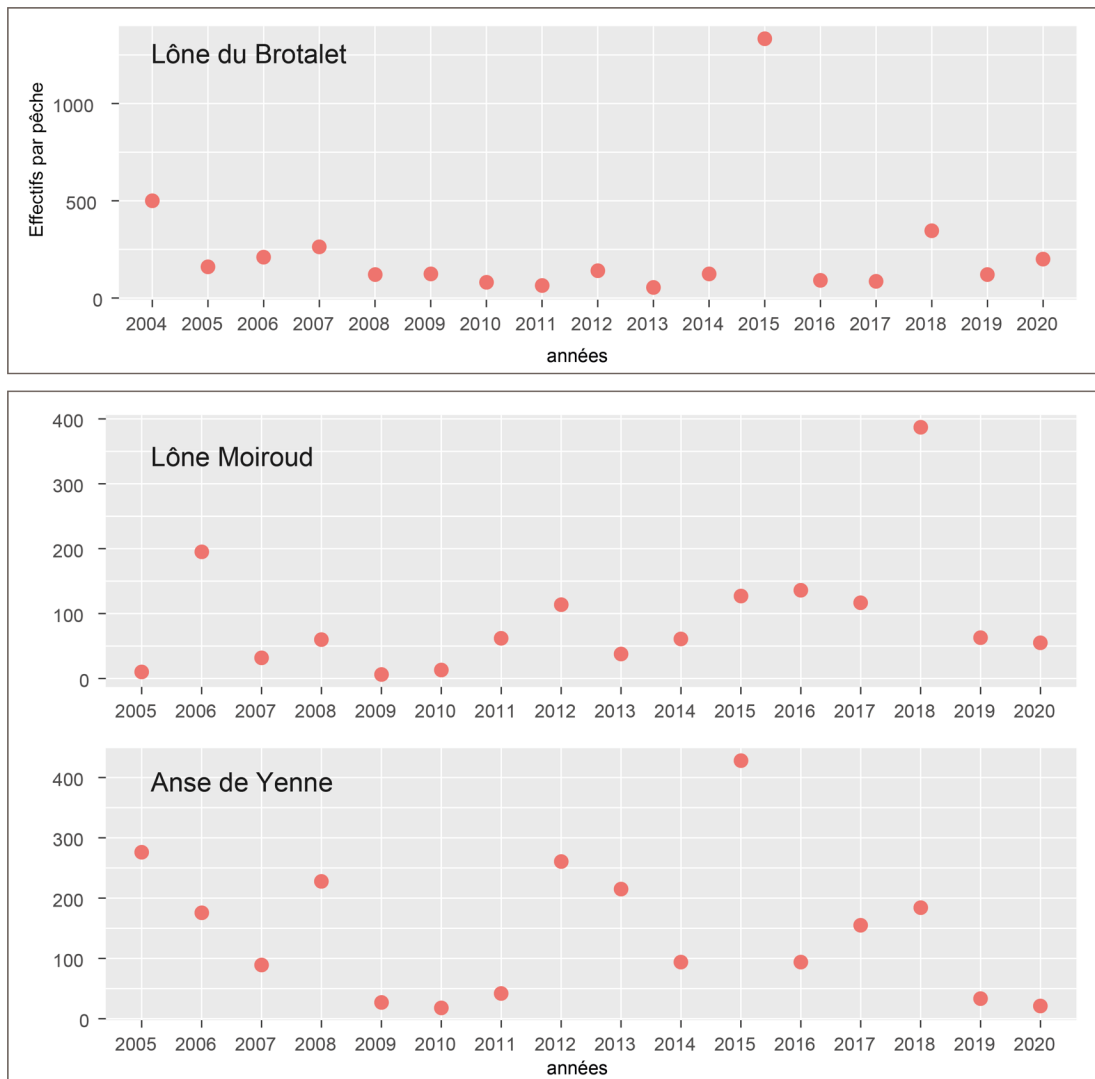 Lône du Brotalet
Effectifs par pêche
1000
500
0
2004 2005 2006 2007 2008 2009 2010 2011 2012 2013 2014 2015 2016 2017 2018 2019 2020
années
Lône Moiroud
400
300
200
100
0
2005 2006 2007 2008 2009 2010 2011 2012 2013 2014 2015 2016 2017 2018 2019 2020
Anse de Yenne
400
300
200
100
0
2005 2006 2007 2008 2009 2010 2011 2012 2013 2014 2015 2016 2017 2018 2019 2020
années